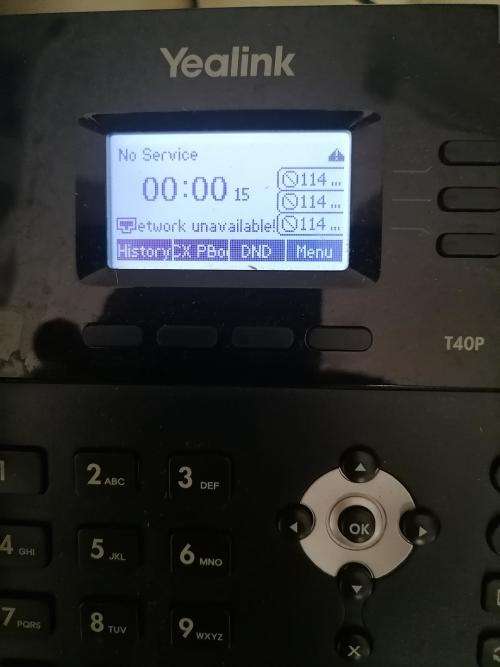 Yealink
No Service
00:00 15
114 ...
114 ...
etwork unavailable!
114 ...
History
CX PBo
DND
Menu
T40P
1
2 ABC
3 DEF
OK
4 GHI
5 JKL
6 MNO
7 PQRS
8 TUV
9 WXYZ
X